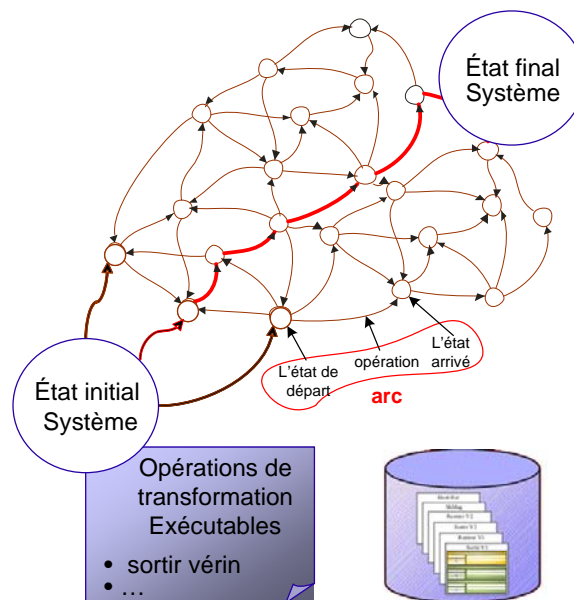 État final
Système
L'état de
départ
opération
L'état
arrivé
arc
État initial
Système
Opérations de
transformation
Exécutables
• sortir vérin
• ...